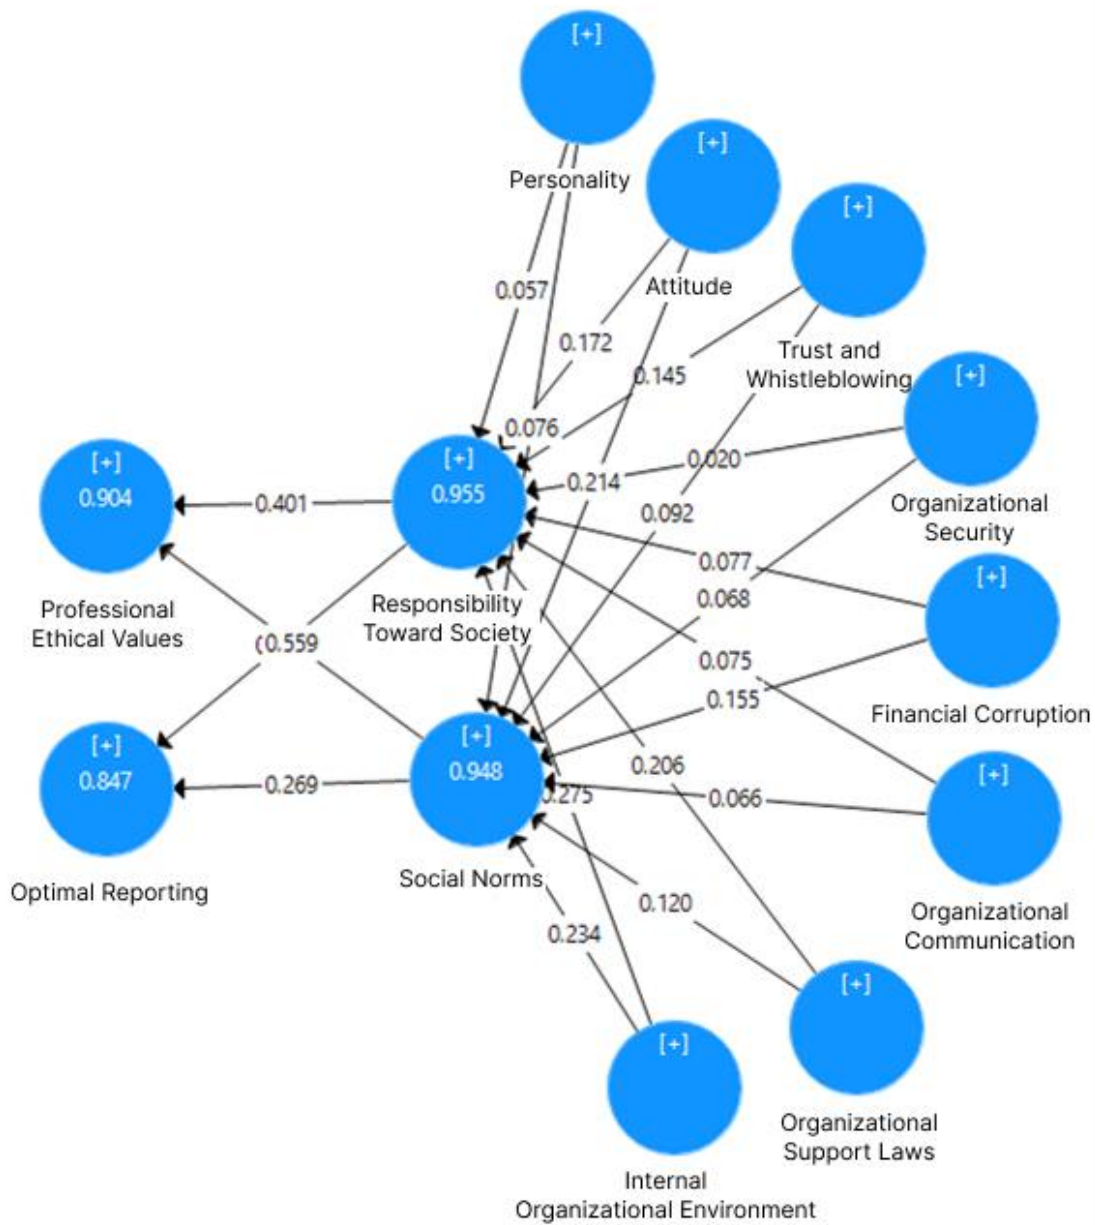 [+]
Personality
[+]
Attitude
[+]
Trust and
Whistleblowing
[+]
Organizational
Security
[+]
Financial Corruption
[+]
Organizational
Communication
[+]
Organizational
Support Laws
[+]
Internal
Organizational Environment
[+]
0.955
Responsibility
Toward Society
[+]
0.948
Social Norms
[+]
0.904
Professional
Ethical Values
[+]
0.847
Optimal Reporting
0.057
0.172
0.145
0.076
0.020
0.214
0.092
0.077
0.068
0.075
0.155
0.206
0.066
0.275
0.120
0.234
0.401
0.559
0.269